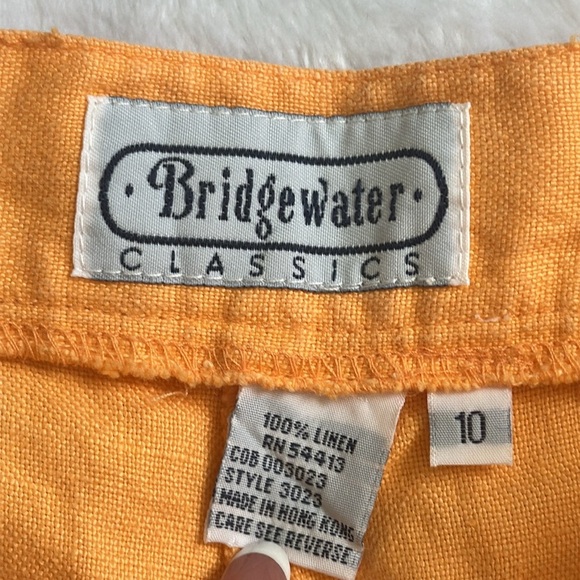 Bridgewater
CLASSICS
100% LINEN
RN 54413
COB 003023
STYLE 3023
MADE IN HONG KONG
CARE SEE REVERSE
10